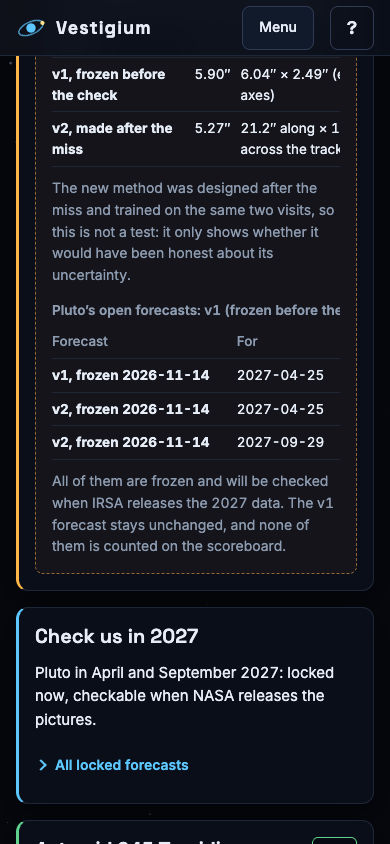 Vestigium
Menu
?
v1, frozen before
the check
5.90″
6.04″ × 2.49″
axes)
v2, made after the
miss
5.27″
21.2″ along × 1
across the track
The new method was designed after the
miss and trained on the same two visits, so
this is not a test: it only shows whether it
would have been honest about its
uncertainty.
Pluto’s open forecasts: v1 (frozen before the
Forecast
For
v1, frozen 2026-11-14
2027-04-25
v2, frozen 2026-11-14
2027-04-25
v2, frozen 2026-11-14
2027-09-29
All of them are frozen and will be checked
when IRSA releases the 2027 data. The v1
forecast stays unchanged, and none of
them is counted on the scoreboard.
Check us in 2027
Pluto in April and September 2027: locked
now, checkable when NASA releases the
pictures.
All locked forecasts